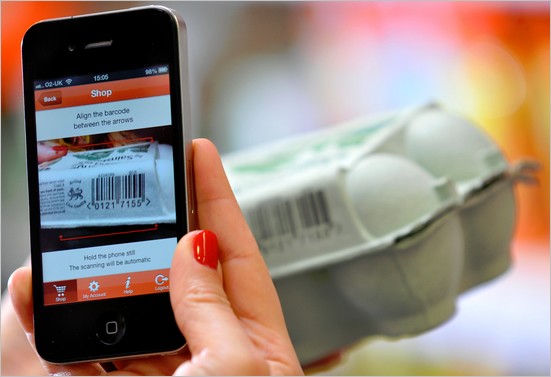 O2-UK 15:05 98%
Back Shop
Align the barcode
between the arrows
0121 7155
Hold the phone still
The scanning will be automatic
Shop My Account Help Logout